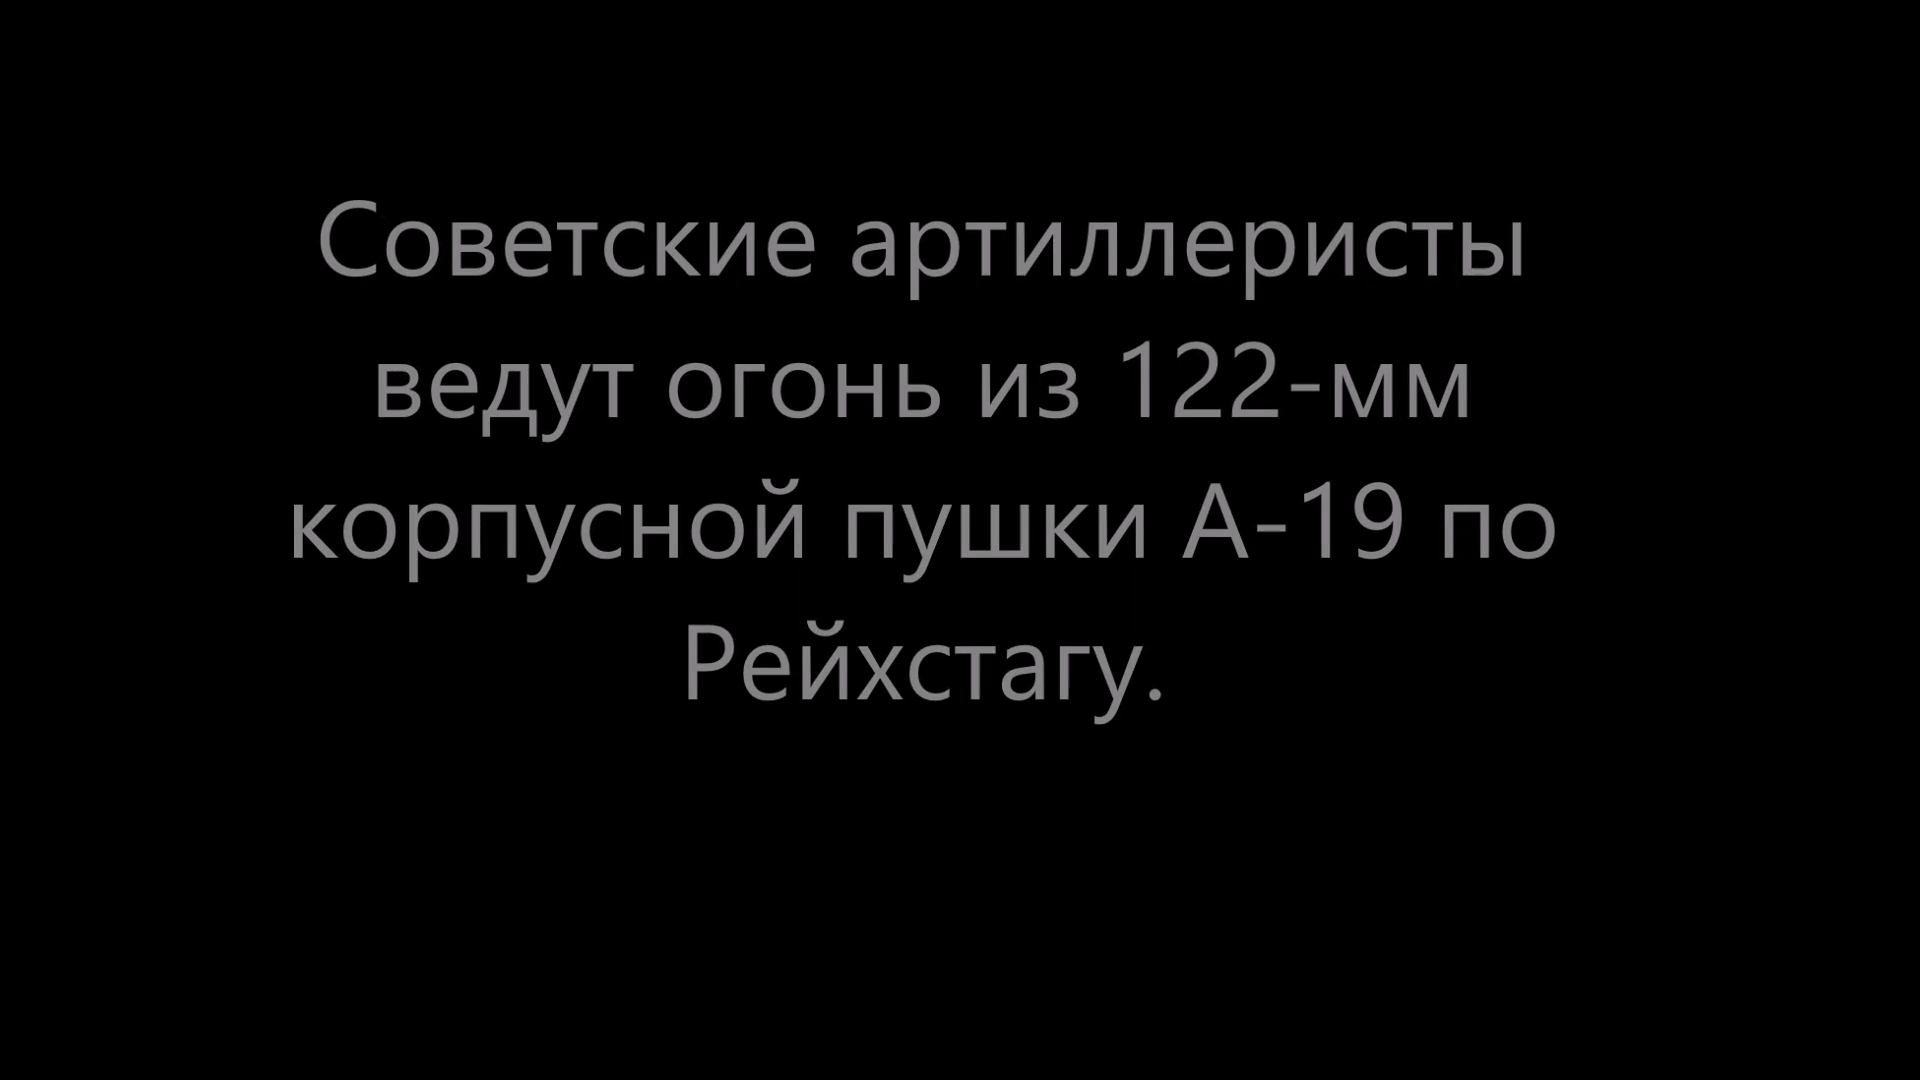 Советские артиллеристы
ведут огонь из 122-мм
корпусной пушки А-19 по
Рейхстагу.